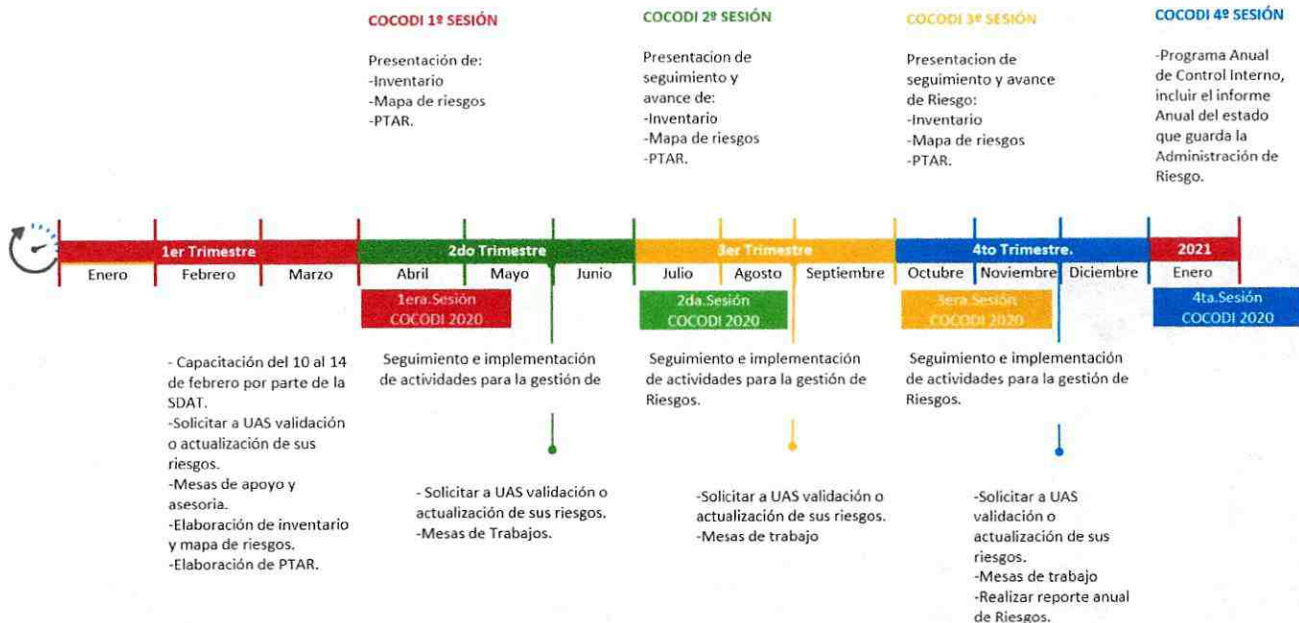 COCODI 1º SESIÓN
Presentación de:
-Inventario
-Mapa de riesgos
-PTAR.
COCODI 2º SESIÓN
Presentacion de
seguimiento y
avance de:
-Inventario
-Mapa de riesgos
-PTAR.
COCODI 3º SESIÓN
Presentacion de
seguimiento y avance
de Riesgo:
-Inventario
-Mapa de riesgos
-PTAR.
COCODI 4º SESIÓN
-Programa Anual
de Control Interno,
incluir el informe
Anual del estado
que guarda la
Administración de
Riesgo.
1er Trimestre
2do Trimestre
3er Trimestre
4to Trimestre.
2021
Enero
Febrero
Marzo
Abril
Mayo
Junio
Julio
Agosto
Septiembre
Octubre
Noviembre
Diciembre
Enero
1era.Sesión
COCODI 2020
2da.Sesión
COCODI 2020
3era.Sesión
COCODI 2020
4ta.Sesión
COCODI 2020
- Capacitación del 10 al 14
de febrero por parte de la
SDAT.
-Solicitar a UAS validación
o actualización de sus
riesgos.
-Mesas de apoyo y
asesoria.
-Elaboración de inventario
y mapa de riesgos.
-Elaboración de PTAR.
Seguimiento e implementación
de actividades para la gestión de
- Solicitar a UAS validación o
actualización de sus riesgos.
-Mesas de Trabajos.
Seguimiento e implementación
de actividades para la gestión de
Riesgos.
-Solicitar a UAS validación o
actualización de sus riesgos.
-Mesas de trabajo
Seguimiento e implementación
de actividades para la gestión de
Riesgos.
-Solicitar a UAS
validación o
actualización de sus
riesgos.
-Mesas de trabajo
-Realizar reporte anual
de Riesgos.